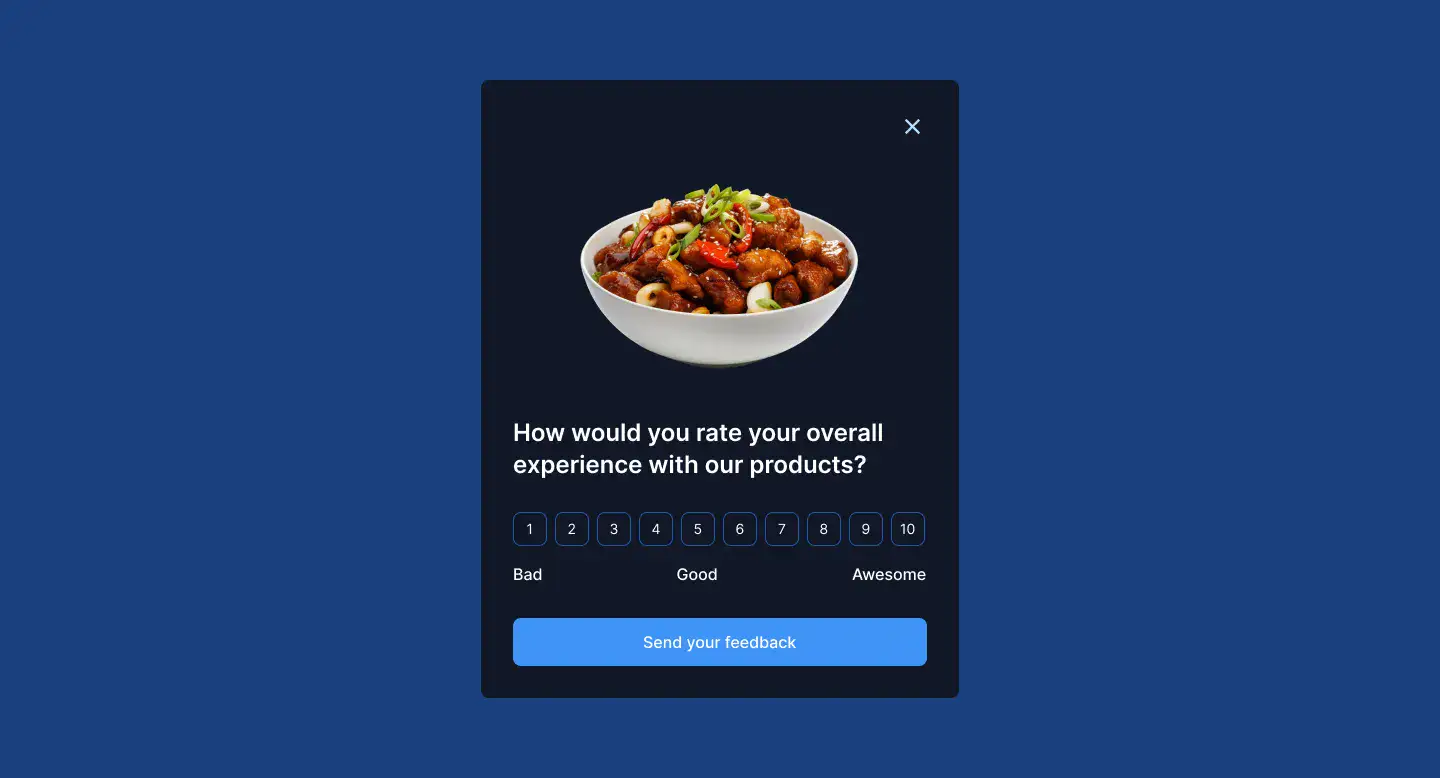 How would you rate your overall
experience with our products?
1 2 3 4 5 6 7 8 9 10
Bad Good Awesome
Send your feedback